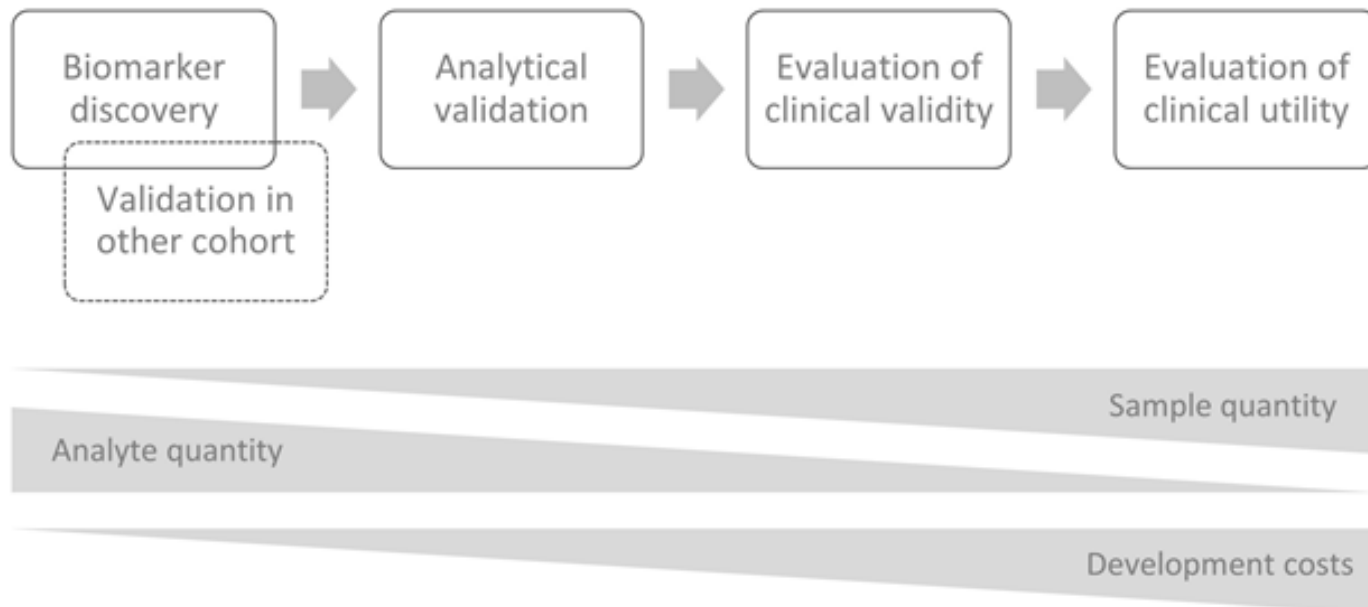 Biomarker
discovery
Analytical
validation
Evaluation of
clinical validity
Evaluation of
clinical utility
Validation in
other cohort
Sample quantity
Analyte quantity
Development costs